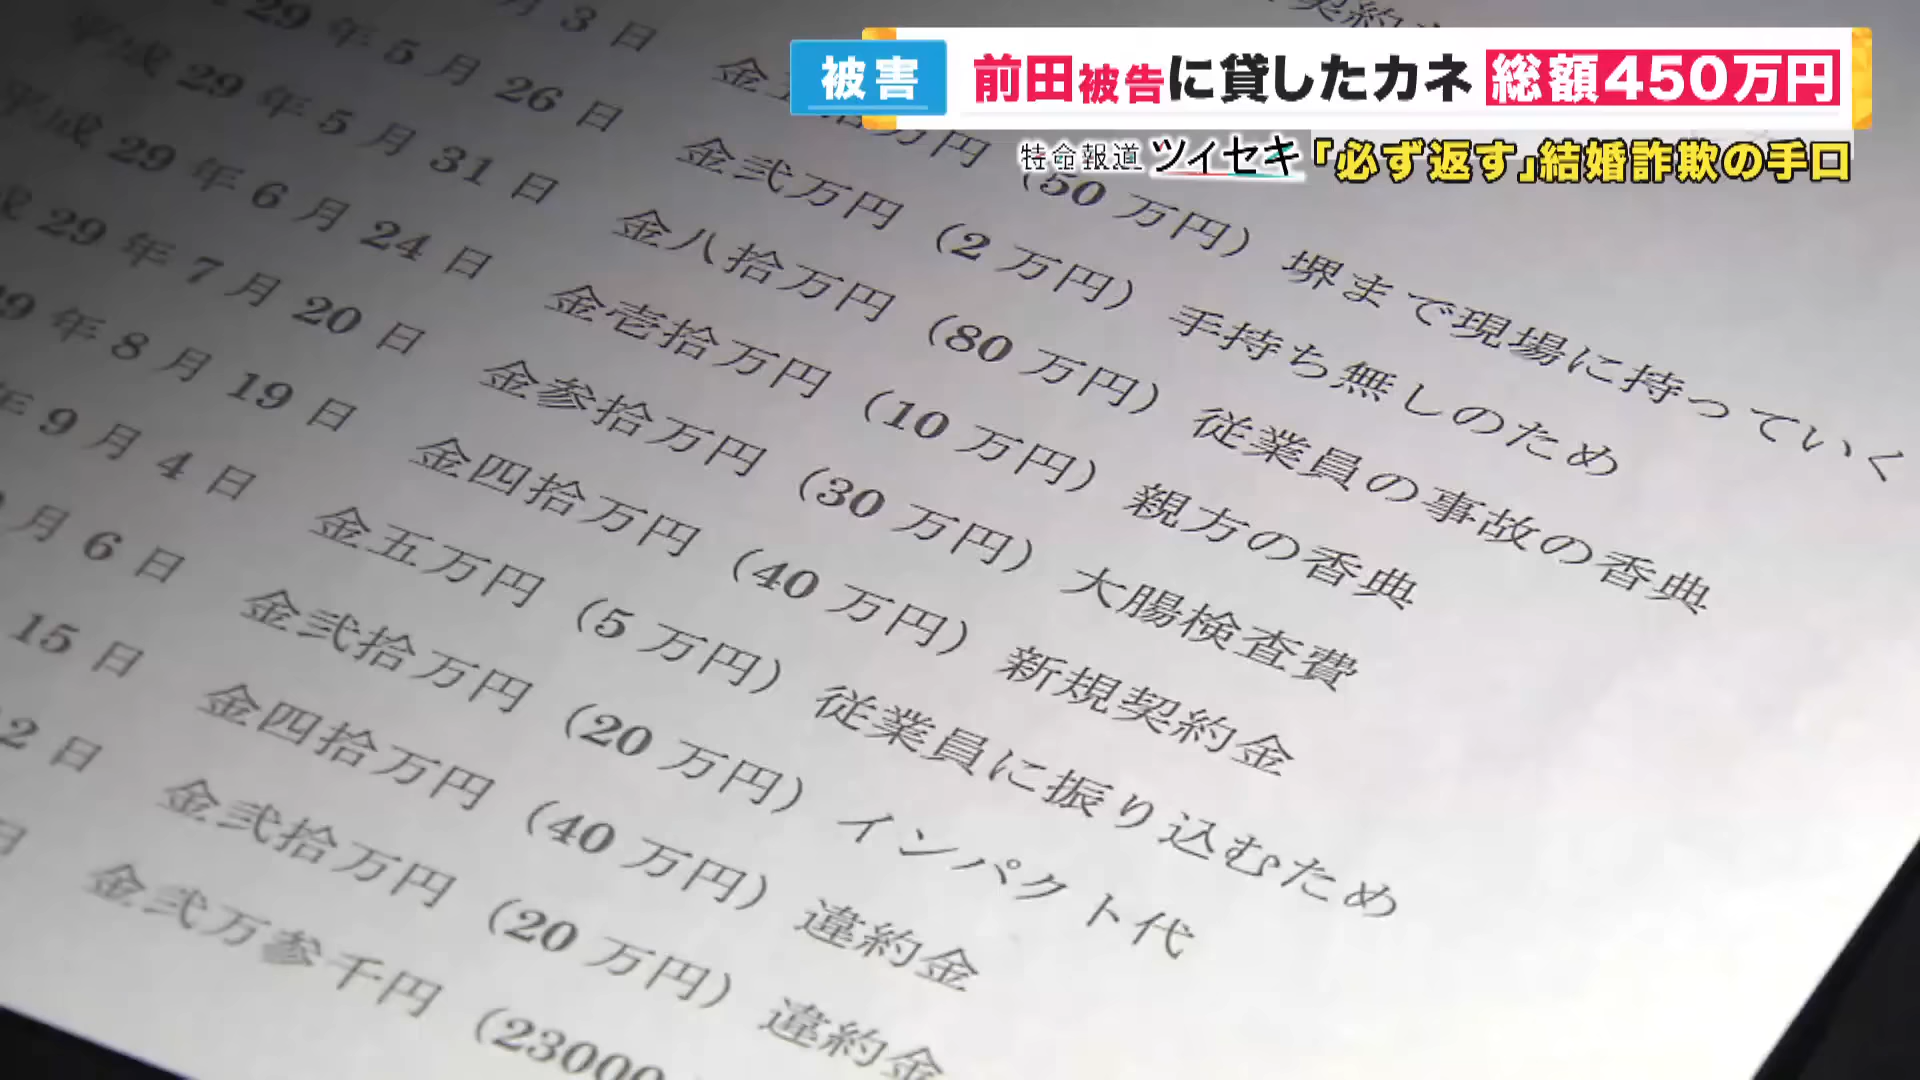 被害 前田被告に貸したカネ 総額450万円
特命報道 ツイセキ 「必ず返す」結婚詐欺の手口
契約
月3日
29年5月26日 金五拾万円（50万円）堺まで現場に持っていく
平成29年5月31日 金弐万円（2万円）手持ち無しのため
平成29年6月24日 金八拾万円（80万円）従業員の事故の香典
成29年7月20日 金壱拾万円（10万円）親方の香典
29年8月19日 金参拾万円（30万円）大腸検査費
年9月4日 金四拾万円（40万円）新規契約金
月6日 金五万円（5万円）従業員に振り込むため
15日 金弐拾万円（20万円）インパクト代
2日 金四拾万円（40万円）違約金
日 金弐拾万円（20万円）違約金
金弐万参千円（23000